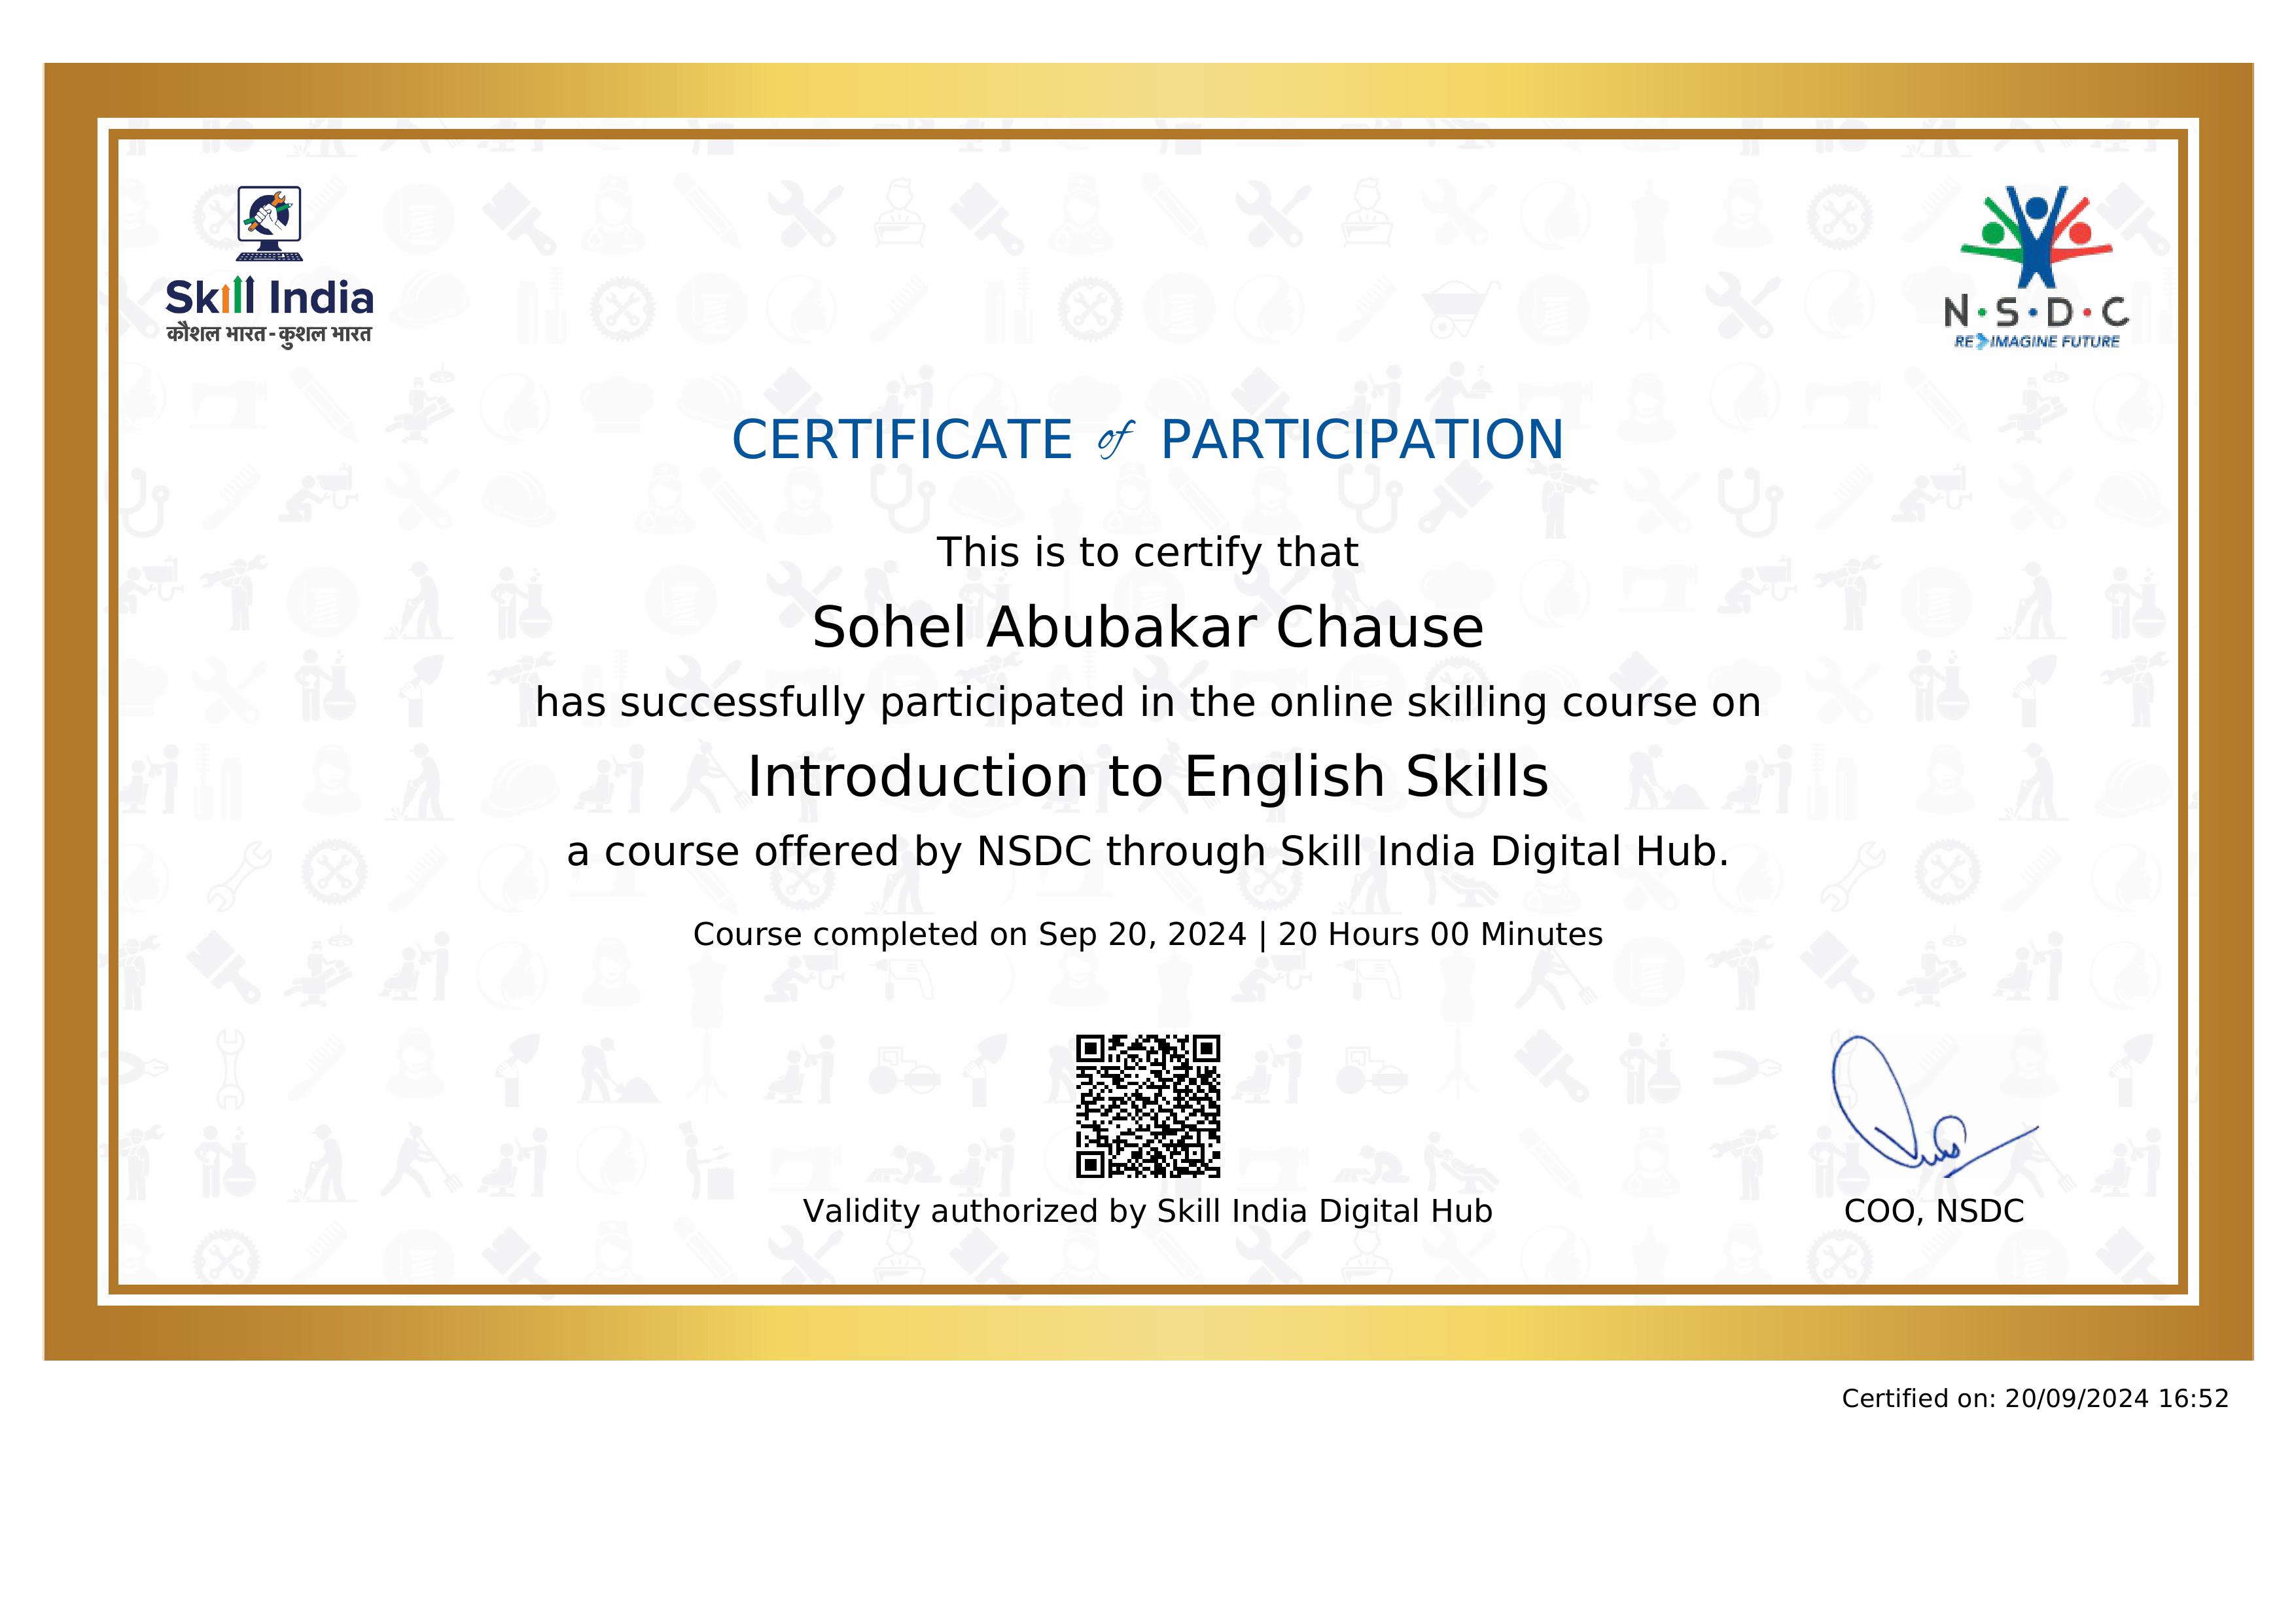 Skill India
कौशल भारत - कुशल भारत
N·S·D·C
RE IMAGINE FUTURE
CERTIFICATE of PARTICIPATION
This is to certify that
Sohel Abubakar Chause
has successfully participated in the online skilling course on
Introduction to English Skills
a course offered by NSDC through Skill India Digital Hub.
Course completed on Sep 20, 2024 | 20 Hours 00 Minutes
Validity authorized by Skill India Digital Hub
COO, NSDC
Certified on: 20/09/2024 16:52